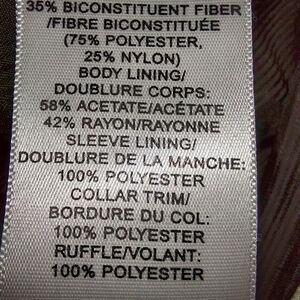 35% BICONSTITUENT FIBER
/FIBRE BICONSTITUÉE
(75% POLYESTER,
25% NYLON)
BODY LINING/
DOUBLURE CORPS:
58% ACETATE/ACÉTATE
42% RAYON/RAYONNE
SLEEVE LINING/
DOUBLURE DE LA MANCHE:
100% POLYESTER
COLLAR TRIM/
BORDURE DU COL:
100% POLYESTER
RUFFLE/VOLANT:
100% POLYESTER